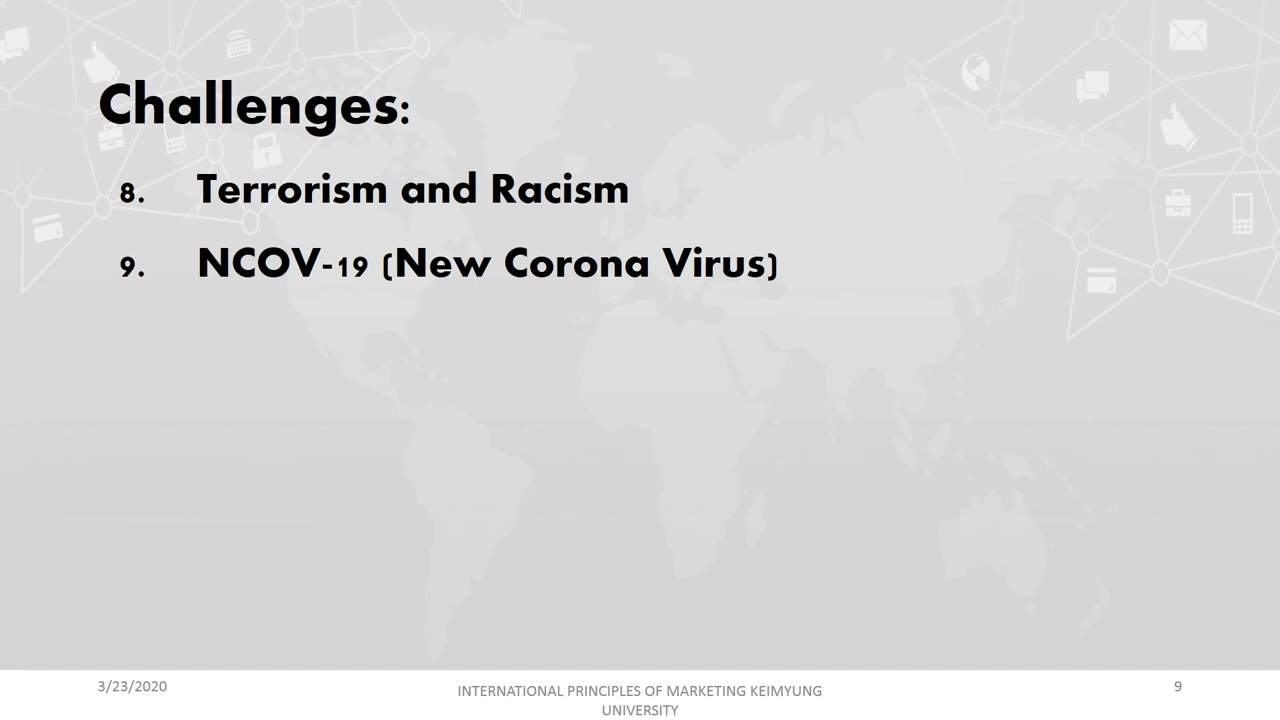 Challenges:
8. Terrorism and Racism
9. NCOV-19 (New Corona Virus)
3/23/2020
INTERNATIONAL PRINCIPLES OF MARKETING KEIMYUNG
UNIVERSITY
9